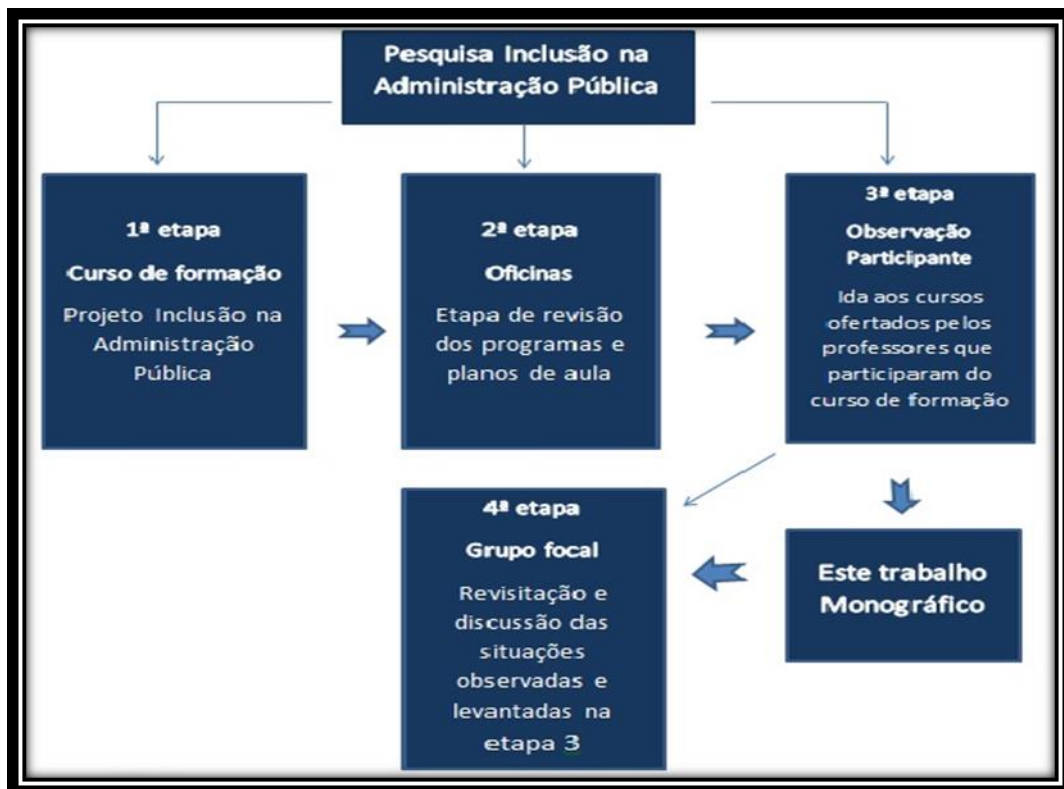 Pesquisa Inclusão na
Administração Pública
1ª etapa
Curso de formação
Projeto Inclusão na
Administração
Pública
2ª etapa
Oficinas
Etapa de revisão
dos programas e
planos de aula
3ª etapa
Observação
Participante
Ida aos cursos
ofertados pelos
professores que
participaram do
curso de formação
4ª etapa
Grupo focal
Revisitação e
discussão das
situações
observadas e
levantadas na
etapa 3
Este trabalho
Monográfico